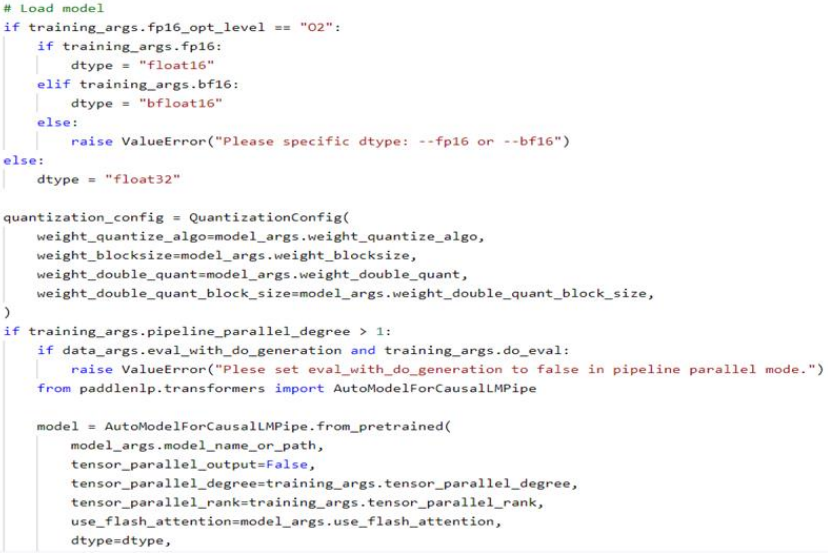 # Load model
if training_args.fp16_opt_level == "O2":
    if training_args.fp16:
        dtype = "float16"
    elif training_args.bf16:
        dtype = "bfloat16"
    else:
        raise ValueError("Please specific dtype: --fp16 or --bf16")
else:
    dtype = "float32"

quantization_config = QuantizationConfig(
    weight_quantize_algo=model_args.weight_quantize_algo,
    weight_blocksize=model_args.weight_blocksize,
    weight_double_quant=model_args.weight_double_quant,
    weight_double_quant_block_size=model_args.weight_double_quant_block_size,
)
if training_args.pipeline_parallel_degree > 1:
    if data_args.eval_with_do_generation and training_args.do_eval:
        raise ValueError("Plese set eval_with_do_generation to false in pipeline parallel mode.")
    from paddlenlp.transformers import AutoModelForCausalLMPipe

    model = AutoModelForCausalLMPipe.from_pretrained(
        model_args.model_name_or_path,
        tensor_parallel_output=False,
        tensor_parallel_degree=training_args.tensor_parallel_degree,
        tensor_parallel_rank=training_args.tensor_parallel_rank,
        use_flash_attention=model_args.use_flash_attention,
        dtype=dtype,